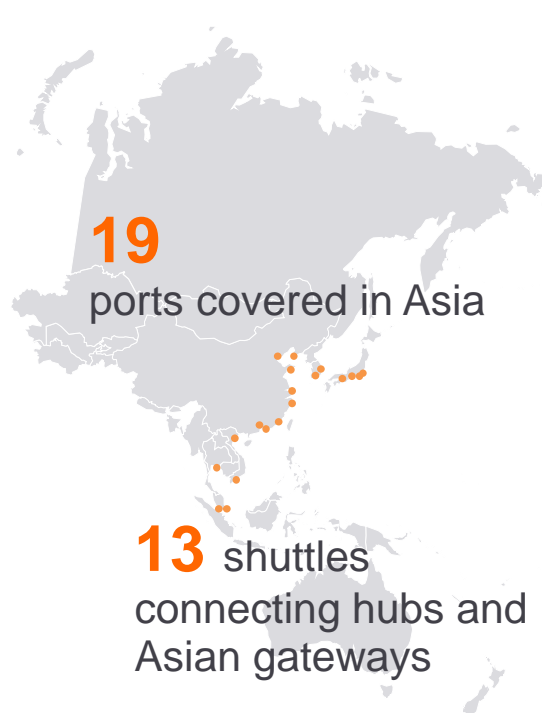 19
ports covered in Asia
13 shuttles
connecting hubs and
Asian gateways